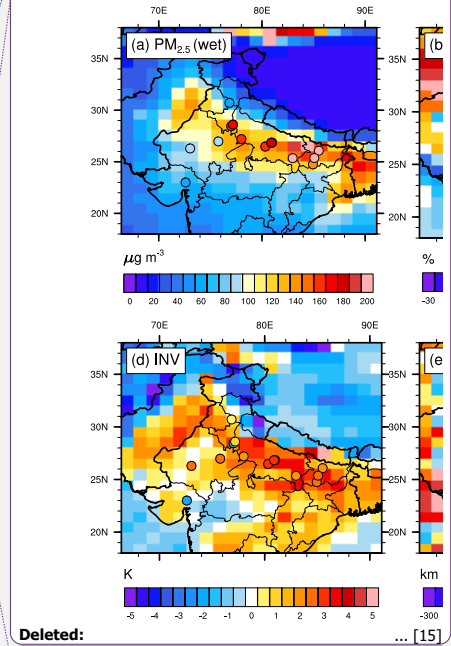 70E 80E 90E
(a) PM2.5 (wet)
(b
35N 35N
30N 30N
25N 25N
20N 20N
μg m-3
%
0 20 40 60 80 100 120 140 160 180 200
-30
70E 80E 90E
(d) INV
(e
35N 35N
30N 30N
25N 25N
20N 20N
K
km
-5 -4 -3 -2 -1 0 1 2 3 4 5
-300
Deleted: ... [15]